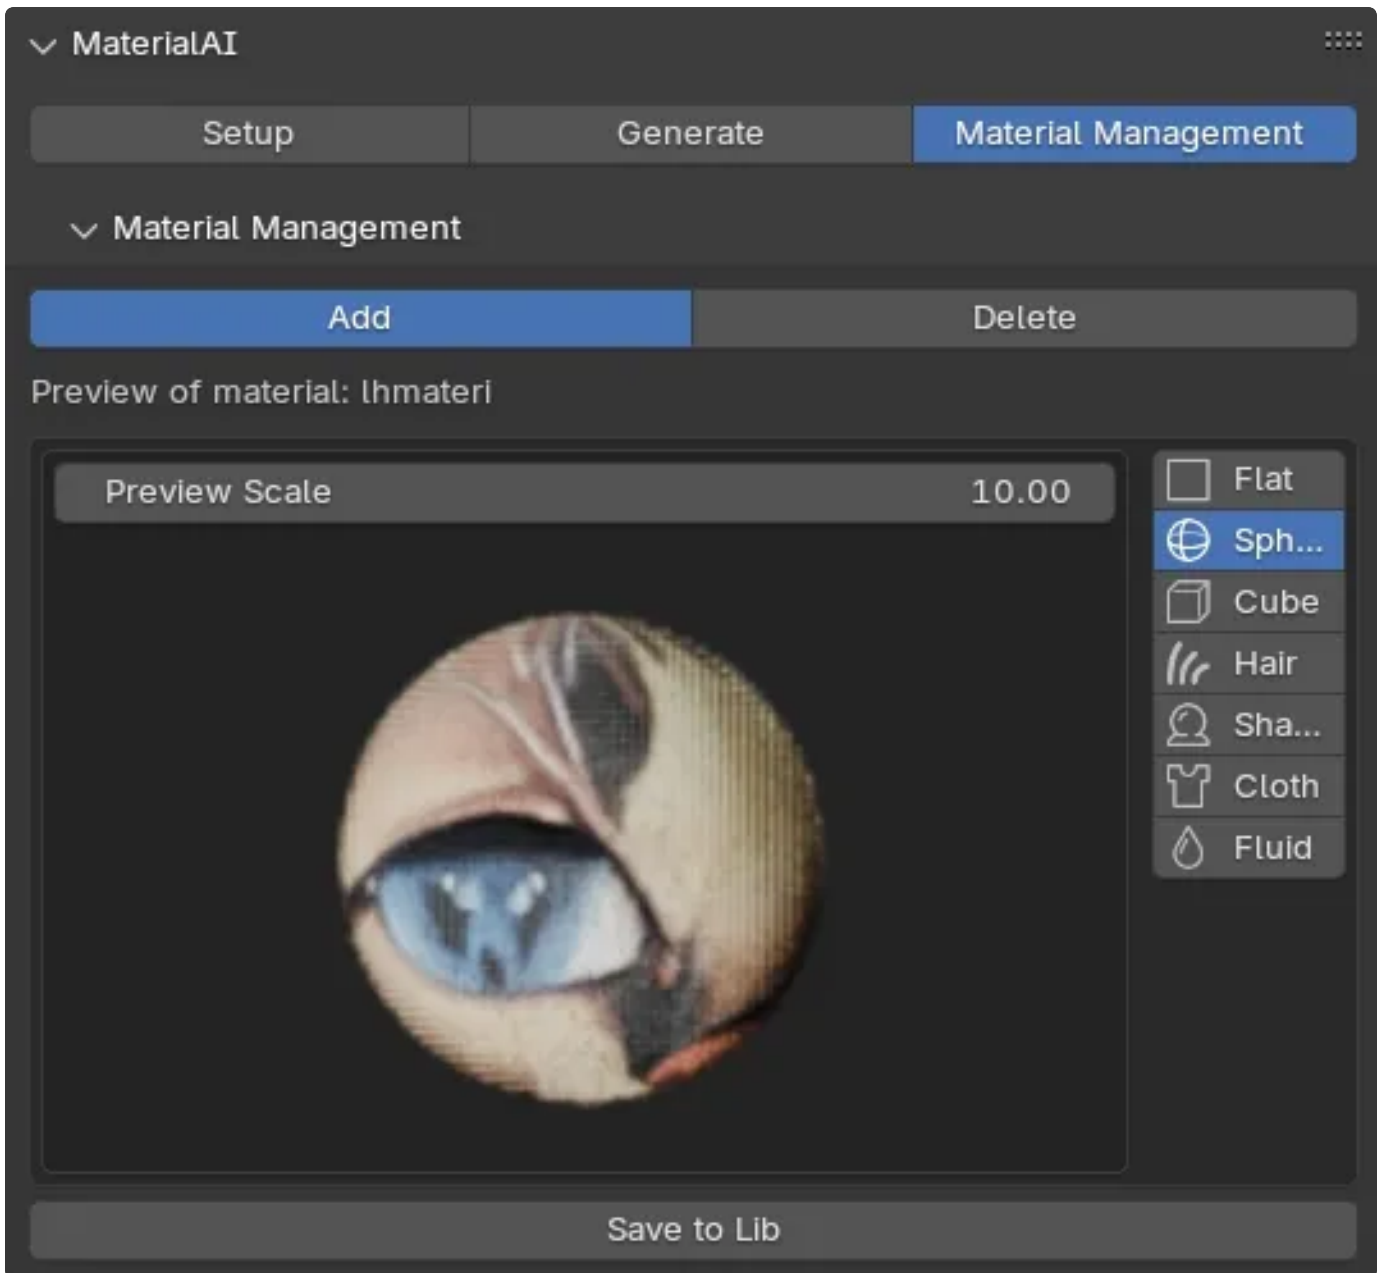 MaterialAI
Setup Generate Material Management
Material Management
Add Delete
Preview of material: lhmateri
Preview Scale 10.00
Flat
Sph...
Cube
Hair
Sha...
Cloth
Fluid
Save to Lib